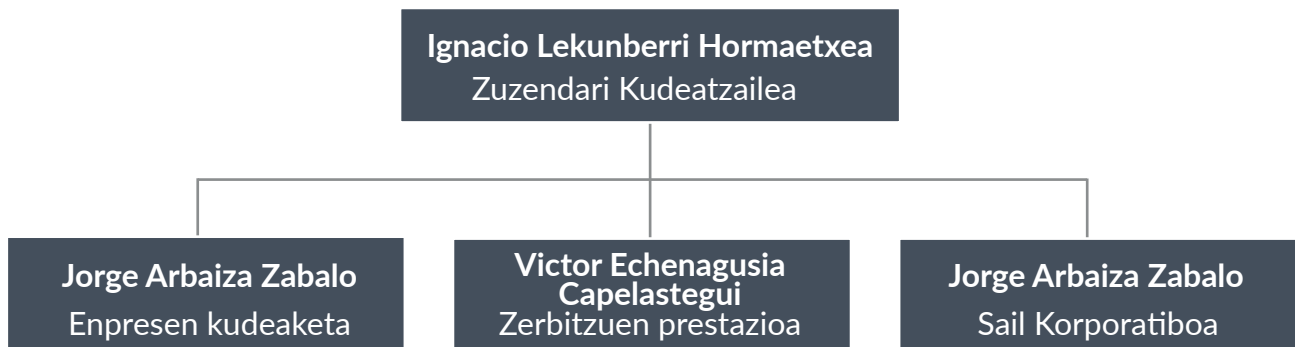 Ignacio Lekunberri Hormaetxea
Zuzendari Kudeatzailea
Jorge Arbaiza Zabalo
Enpresen kudeaketa
Victor Echenagusia
Capelastegui
Zerbitzuen prestazioa
Jorge Arbaiza Zabalo
Sail Korporatiboa